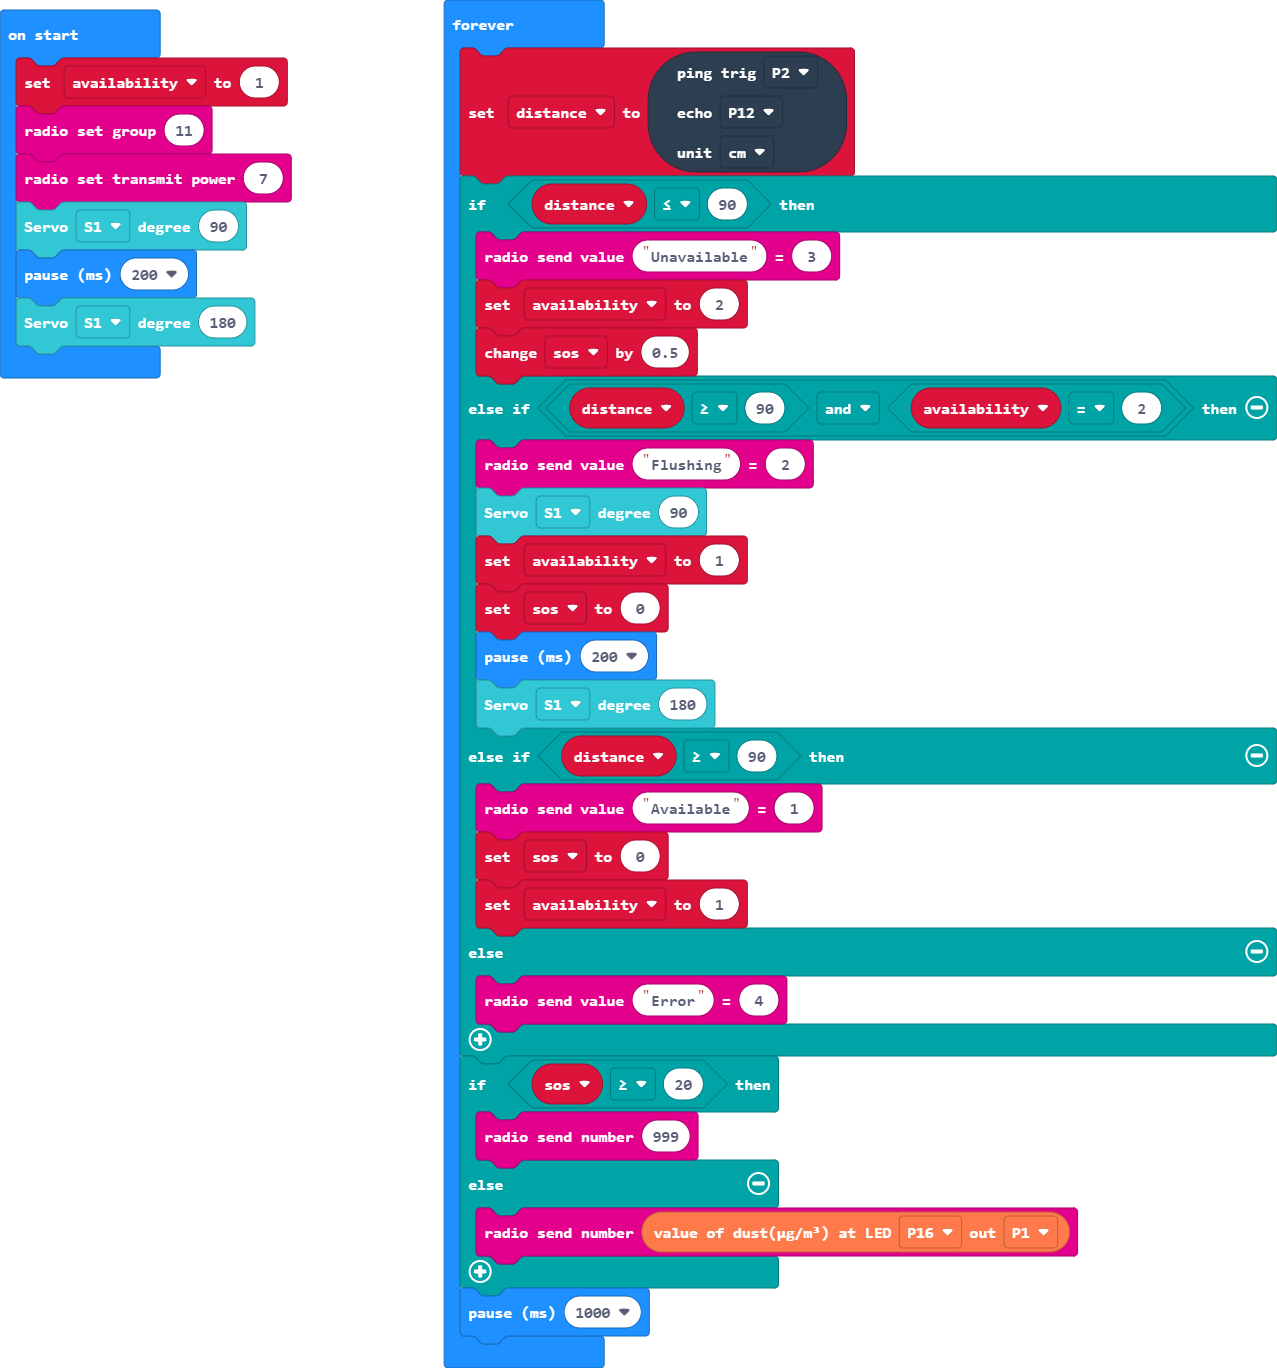 on start
set availability to 1
radio set group 11
radio set transmit power 7
Servo S1 degree 90
pause (ms) 200
Servo S1 degree 180
forever
set distance to ping trig P2
echo P12
unit cm
if distance ≤ 90 then
radio send value "Unavailable" = 3
set availability to 2
change sos by 0.5
else if distance ≥ 90 and availability = 2 then
radio send value "Flushing" = 2
Servo S1 degree 90
set availability to 1
set sos to 0
pause (ms) 200
Servo S1 degree 180
else if distance ≥ 90 then
radio send value "Available" = 1
set sos to 0
set availability to 1
else
radio send value "Error" = 4
if sos ≥ 20 then
radio send number 999
else
radio send number value of dust(μg/m³) at LED P16 out P1
pause (ms) 1000